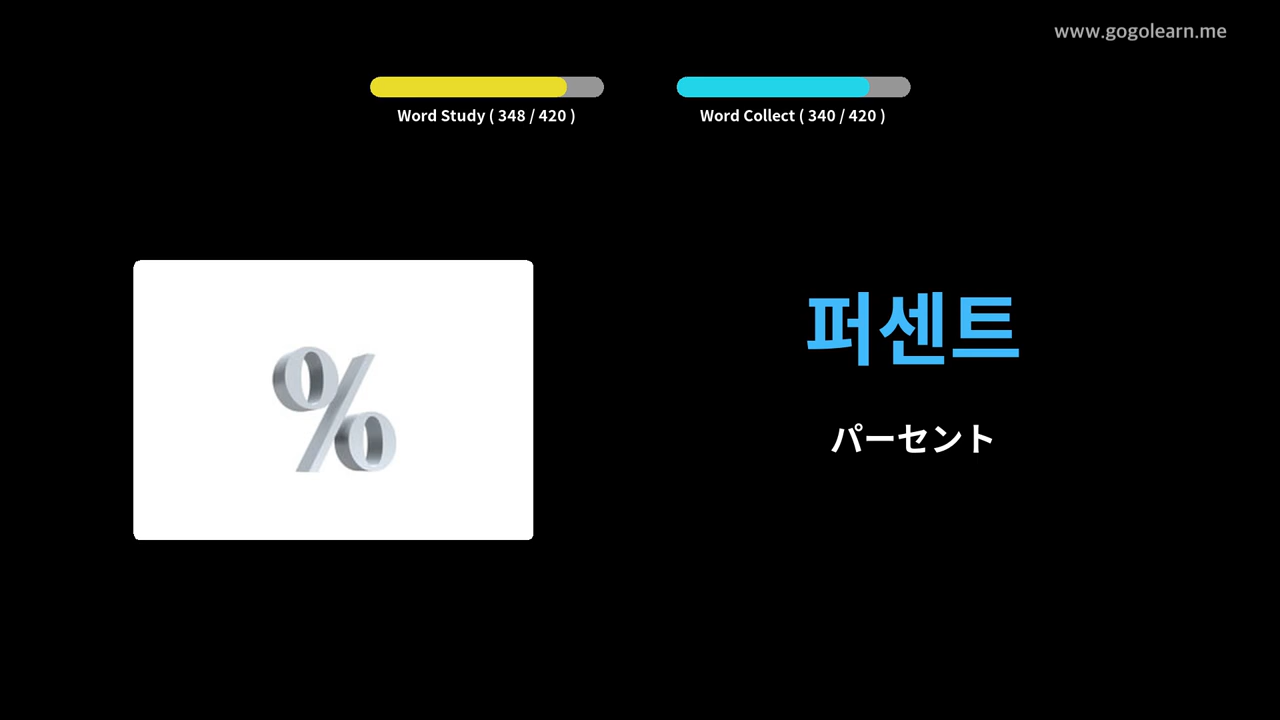 www.gogolearn.me
Word Study ( 348 / 420 )
Word Collect ( 340 / 420 )
%
퍼센트
パーセント